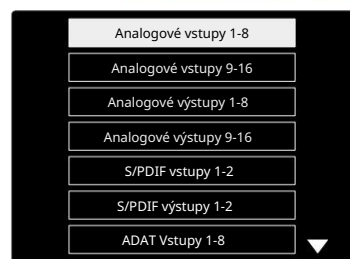 Analogové vstupy 1-8
Analogové vstupy 9-16
Analogové výstupy 1-8
Analogové výstupy 9-16
S/PDIF vstupy 1-2
S/PDIF výstupy 1-2
ADAT Vstupy 1-8